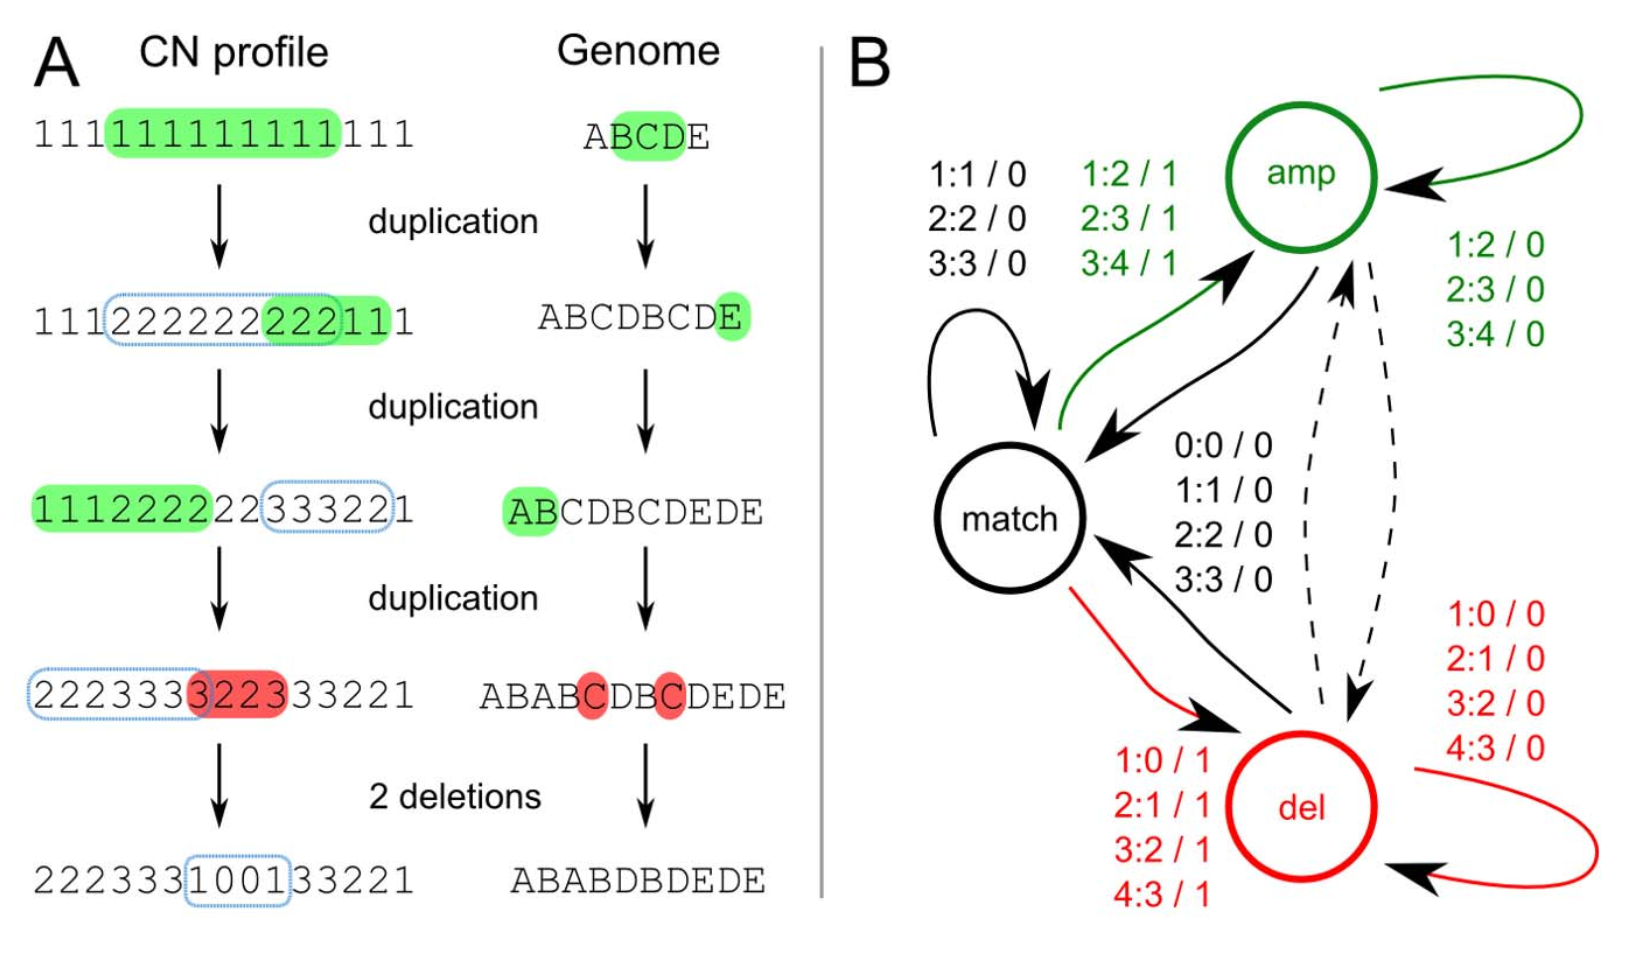 A
CN profile
Genome
111111111111111
ABCDE
duplication
111222222222111
ABCDBCDE
duplication
111222222333221
ABCDBCDEDE
duplication
222333322333221
ABABCDBCDEDE
2 deletions
222333100133221
ABABDBDEDE
B
amp
1:1 / 0
2:2 / 0
3:3 / 0
1:2 / 1
2:3 / 1
3:4 / 1
1:2 / 0
2:3 / 0
3:4 / 0
match
0:0 / 0
1:1 / 0
2:2 / 0
3:3 / 0
1:0 / 0
2:1 / 0
3:2 / 0
4:3 / 0
1:0 / 1
2:1 / 1
3:2 / 1
4:3 / 1
del